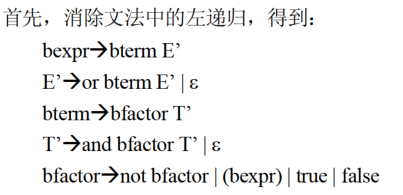 首先，消除文法中的左递归，得到：
bexpr→bterm E’
E’→or bterm E’ | ε
bterm→bfactor T’
T’→and bfactor T’ | ε
bfactor→not bfactor | (bexpr) | true | false